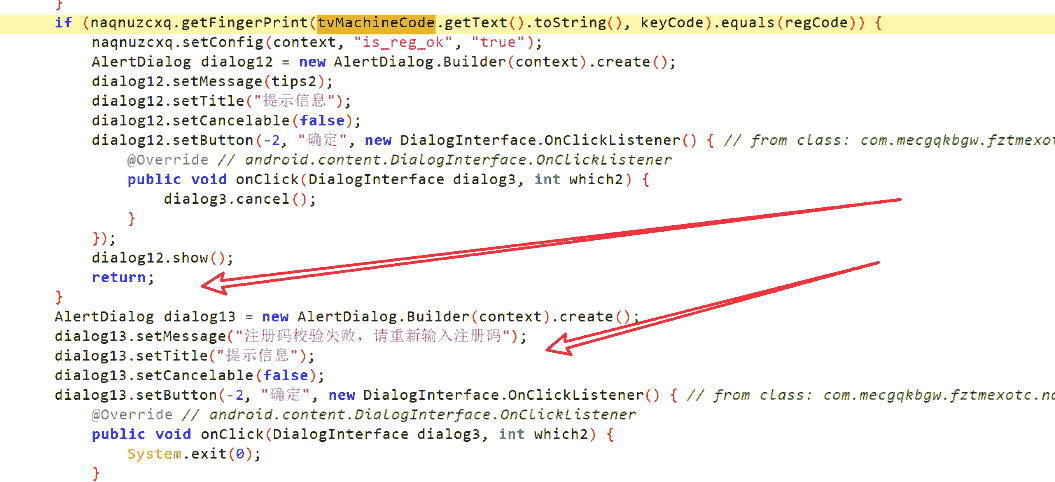 }
if (naqnuzcxq.getFingerPrint(tvMachineCode.getText().toString(), keyCode).equals(regCode)) {
naqnuzcxq.setConfig(context, "is_reg_ok", "true");
AlertDialog dialog12 = new AlertDialog.Builder(context).create();
dialog12.setMessage(tips2);
dialog12.setTitle("提示信息");
dialog12.setCancelable(false);
dialog12.setButton(-2, "确定", new DialogInterface.OnClickListener() { // from class: com.mecgqkbgw.fztmexotc
@Override // android.content.DialogInterface.OnClickListener
public void onClick(DialogInterface dialog3, int which2) {
dialog3.cancel();
}
});
dialog12.show();
return;
}
AlertDialog dialog13 = new AlertDialog.Builder(context).create();
dialog13.setMessage("注册码校验失败，请重新输入注册码");
dialog13.setTitle("提示信息");
dialog13.setCancelable(false);
dialog13.setButton(-2, "确定", new DialogInterface.OnClickListener() { // from class: com.mecgqkbgw.fztmexotc.na
@Override // android.content.DialogInterface.OnClickListener
public void onClick(DialogInterface dialog3, int which2) {
System.exit(0);
}